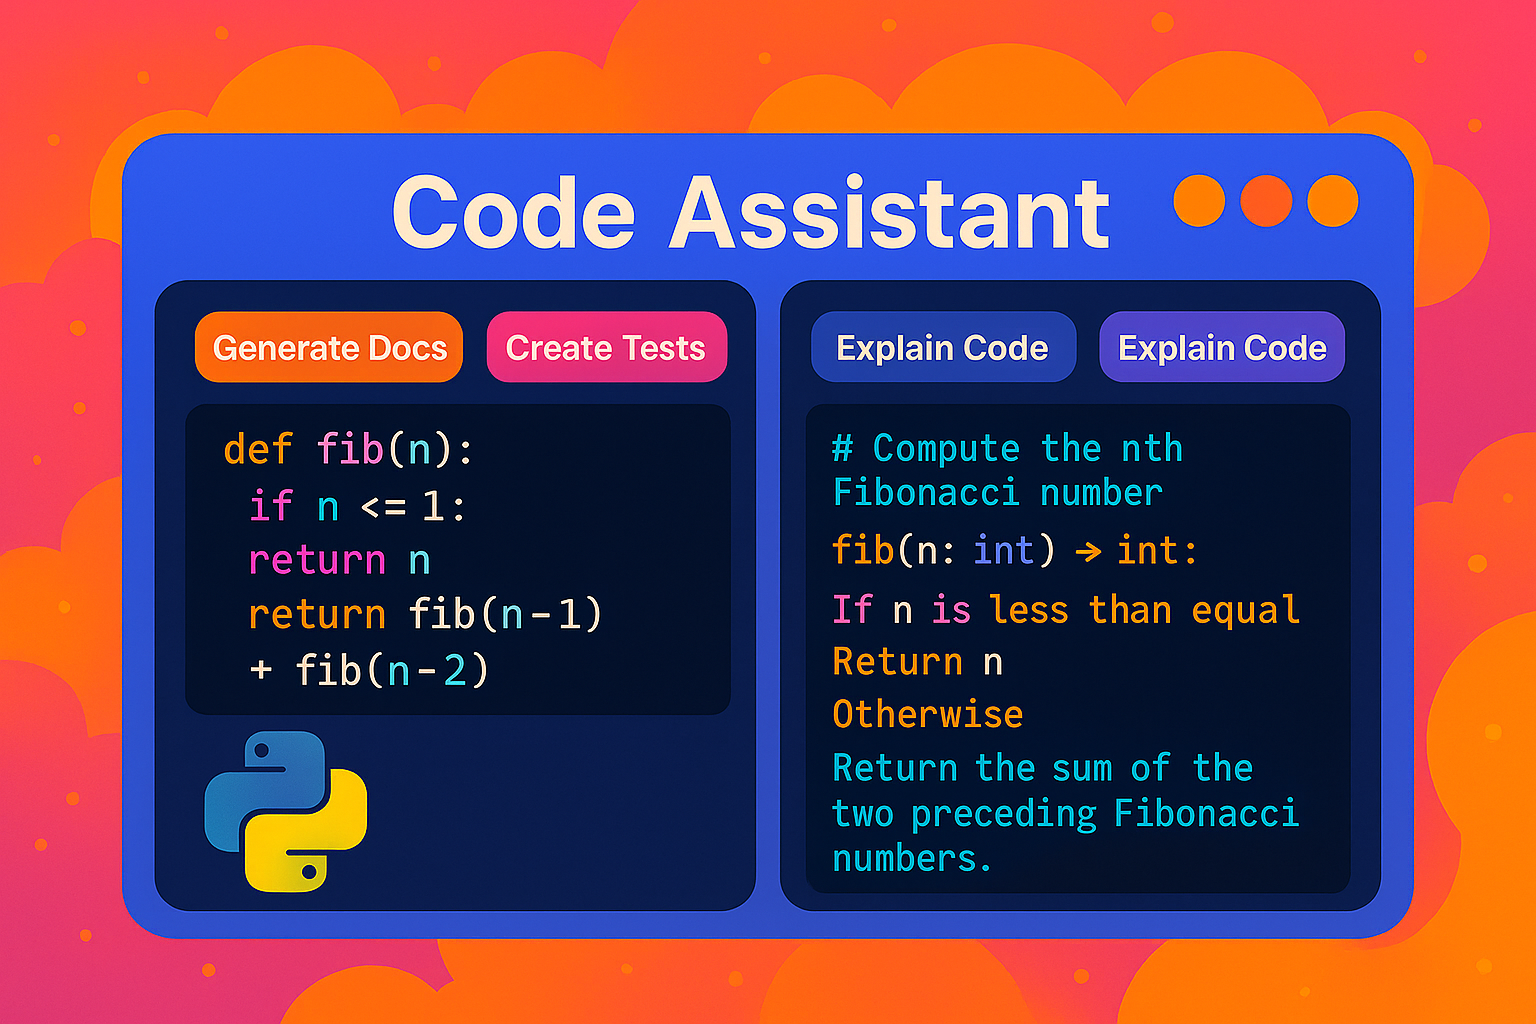 Code Assistant
Generate Docs
Create Tests
def fib(n):
if n <= 1:
return n
return fib(n-1)
+ fib(n-2)
Explain Code
Explain Code
# Compute the nth
Fibonacci number
fib(n: int) → int:
If n is less than equal
Return n
Otherwise
Return the sum of the
two preceding Fibonacci
numbers.